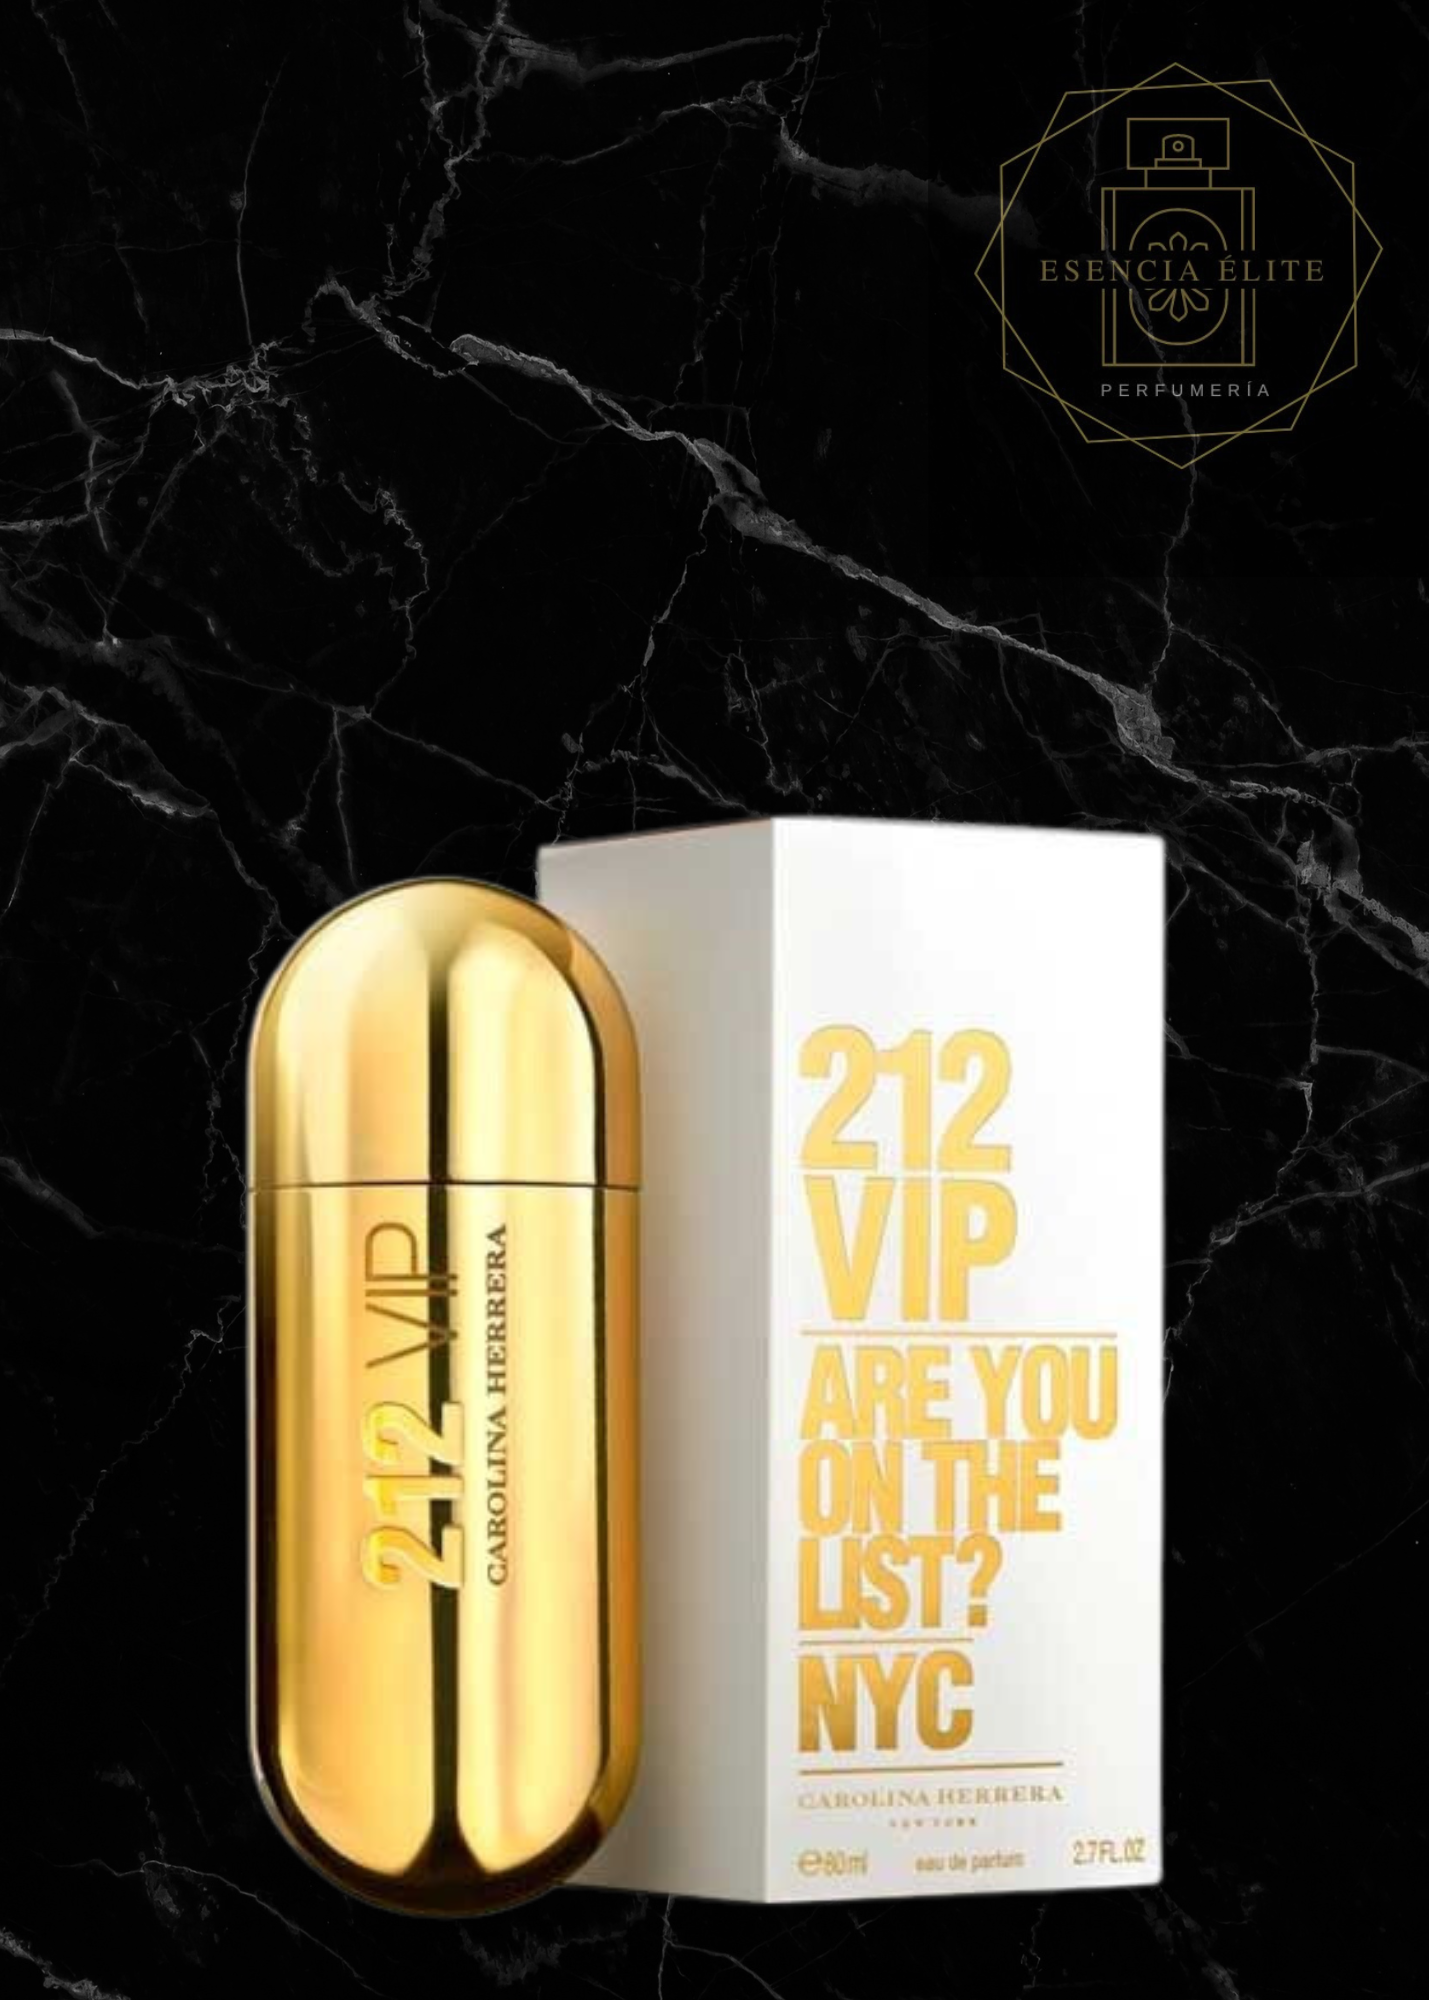 ESENCIA ÉLITE
PERFUMERÍA
212 VIP
CAROLINA HERRERA
212
VIP
ARE YOU
ON THE
LIST?
NYC
CAROLINA HERRERA
NEW YORK
℮80ml eau de parfum 2.7FL.OZ